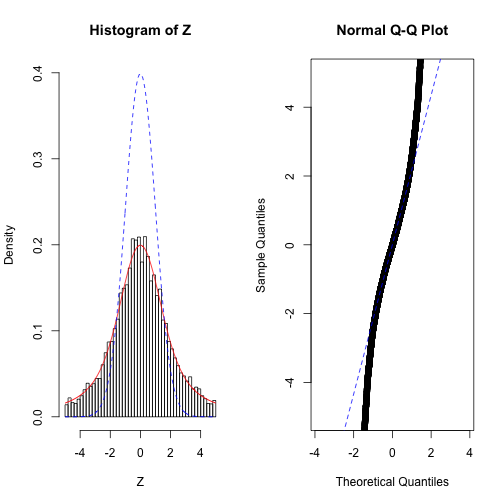 Histogram of Z
Density
0.0 0.1 0.2 0.3 0.4
-4 -2 0 2 4
Z
Normal Q-Q Plot
Sample Quantiles
-4 -2 0 2 4
-4 -2 0 2 4
Theoretical Quantiles